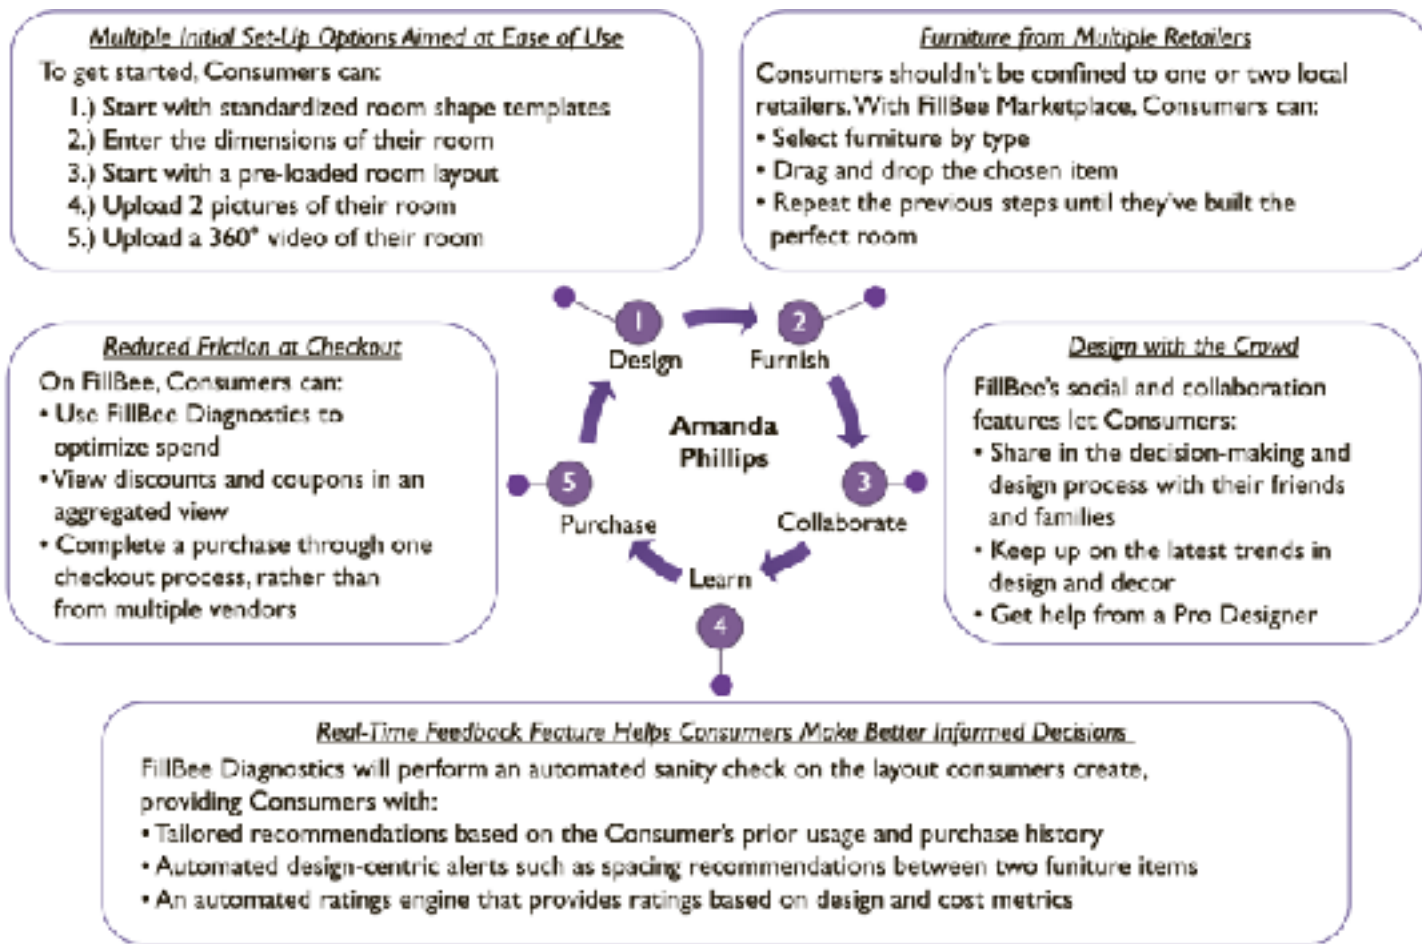 Multiple Initial Set-Up Options Aimed at Ease of Use
To get started, Consumers can:
1.) Start with standardized room shape templates
2.) Enter the dimensions of their room
3.) Start with a pre-loaded room layout
4.) Upload 2 pictures of their room
5.) Upload a 360° video of their room
Furniture from Multiple Retailers
Consumers shouldn't be confined to one or two local
retailers. With FillBee Marketplace, Consumers can:
• Select furniture by type
• Drag and drop the chosen item
• Repeat the previous steps until they've built the
perfect room
1
Design
2
Furnish
Amanda
Phillips
3
Collaborate
Learn
4
5
Purchase
Reduced Friction at Checkout
On FillBee, Consumers can:
• Use FillBee Diagnostics to
optimize spend
• View discounts and coupons in an
aggregated view
• Complete a purchase through one
checkout process, rather than
from multiple vendors
Design with the Crowd
FillBee's social and collaboration
features let Consumers:
• Share in the decision-making and
design process with their friends
and families
• Keep up on the latest trends in
design and decor
• Get help from a Pro Designer
Real-Time Feedback Feature Helps Consumers Make Better Informed Decisions
FillBee Diagnostics will perform an automated sanity check on the layout consumers create,
providing Consumers with:
• Tailored recommendations based on the Consumer's prior usage and purchase history
• Automated design-centric alerts such as spacing recommendations between two funiture items
• An automated ratings engine that provides ratings based on design and cost metrics